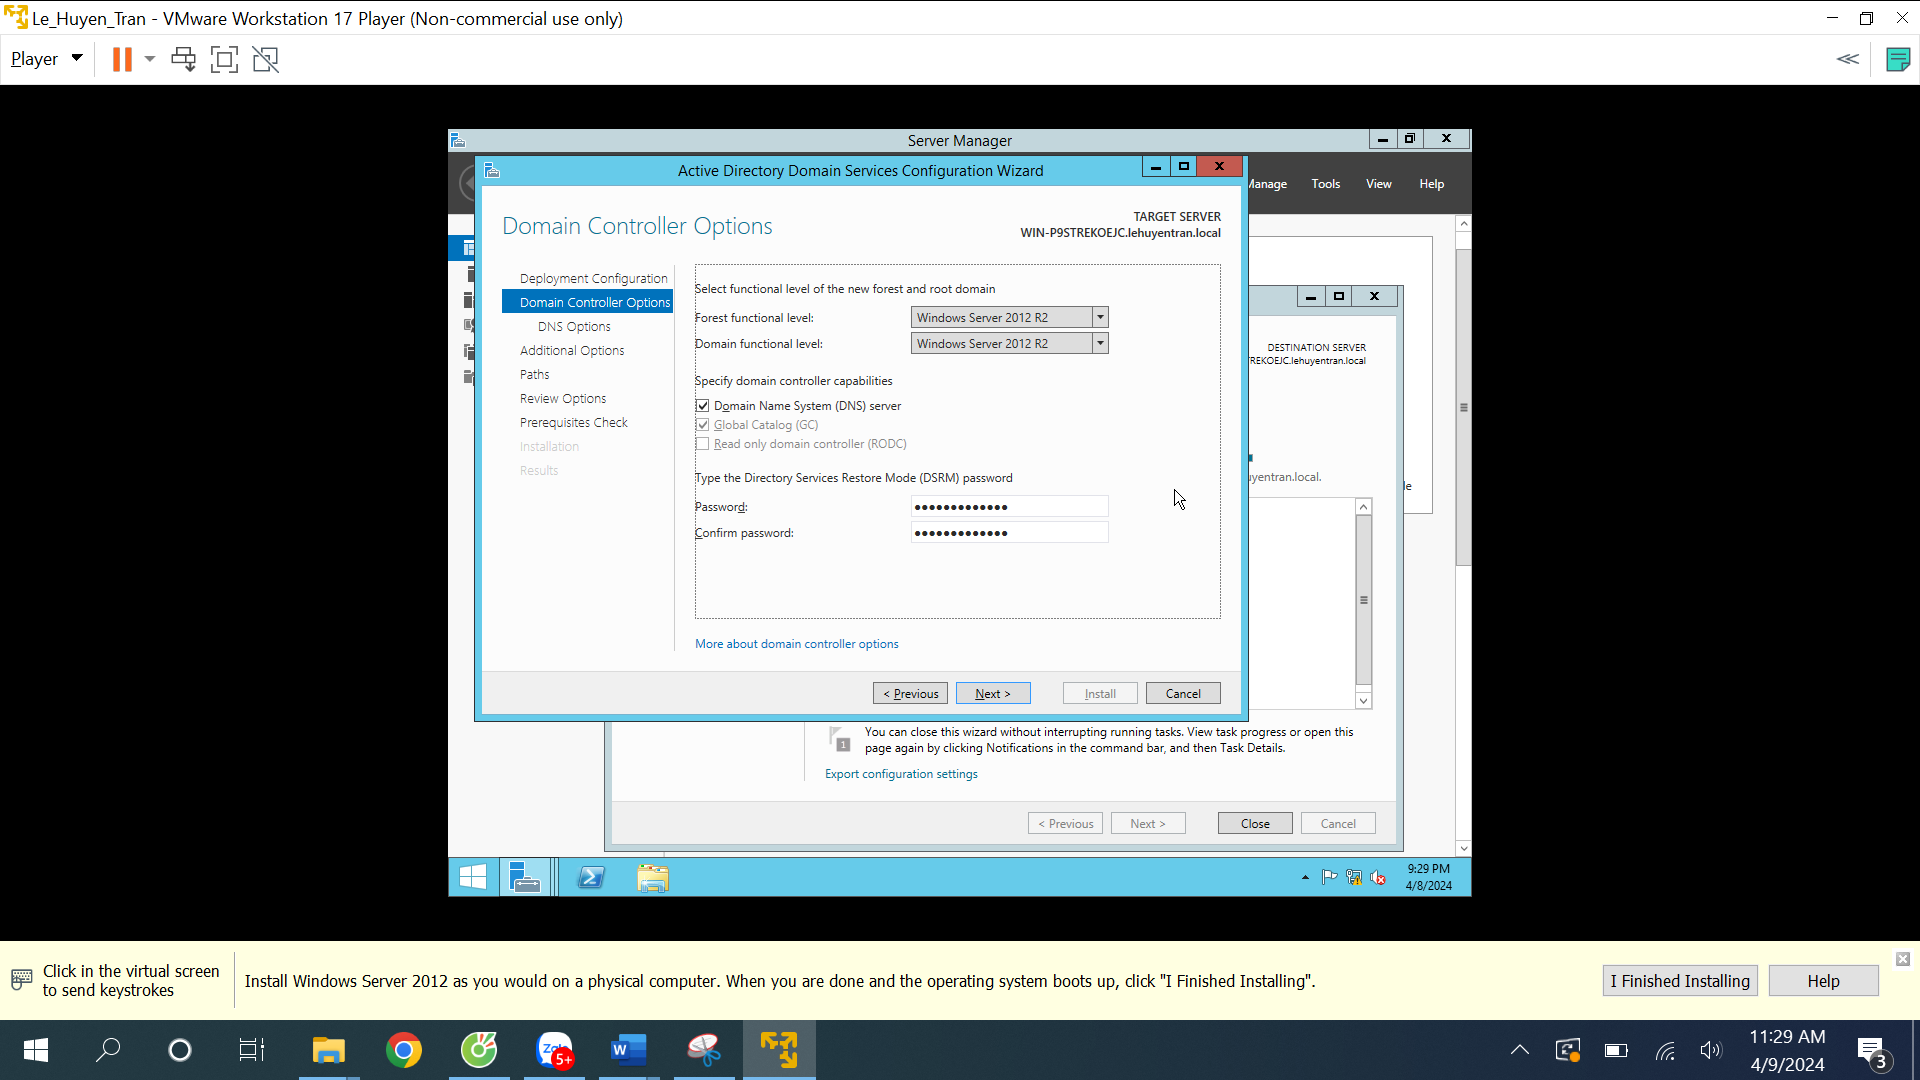 Le_Huyen_Tran - VMware Workstation 17 Player (Non-commercial use only)
Player
Server Manager
Manage Tools View Help
Active Directory Domain Services Configuration Wizard
Domain Controller Options
TARGET SERVER
WIN-P9STREKOEJC.lehuyentran.local
Deployment Configuration
Domain Controller Options
DNS Options
Additional Options
Paths
Review Options
Prerequisites Check
Installation
Results
Select functional level of the new forest and root domain
Forest functional level: Windows Server 2012 R2
Domain functional level: Windows Server 2012 R2
Specify domain controller capabilities
Domain Name System (DNS) server
Global Catalog (GC)
Read only domain controller (RODC)
Type the Directory Services Restore Mode (DSRM) password
Password: •••••••••••••
Confirm password: •••••••••••••
More about domain controller options
< Previous Next > Install Cancel
DESTINATION SERVER
REKOEJC.lehuyentran.local
uyentran.local.
le
1
You can close this wizard without interrupting running tasks. View task progress or open this
page again by clicking Notifications in the command bar, and then Task Details.
Export configuration settings
< Previous Next > Close Cancel
9:29 PM
4/8/2024
Click in the virtual screen
to send keystrokes
Install Windows Server 2012 as you would on a physical computer. When you are done and the operating system boots up, click "I Finished Installing".
I Finished Installing Help
5+
W
11:29 AM
4/9/2024
3